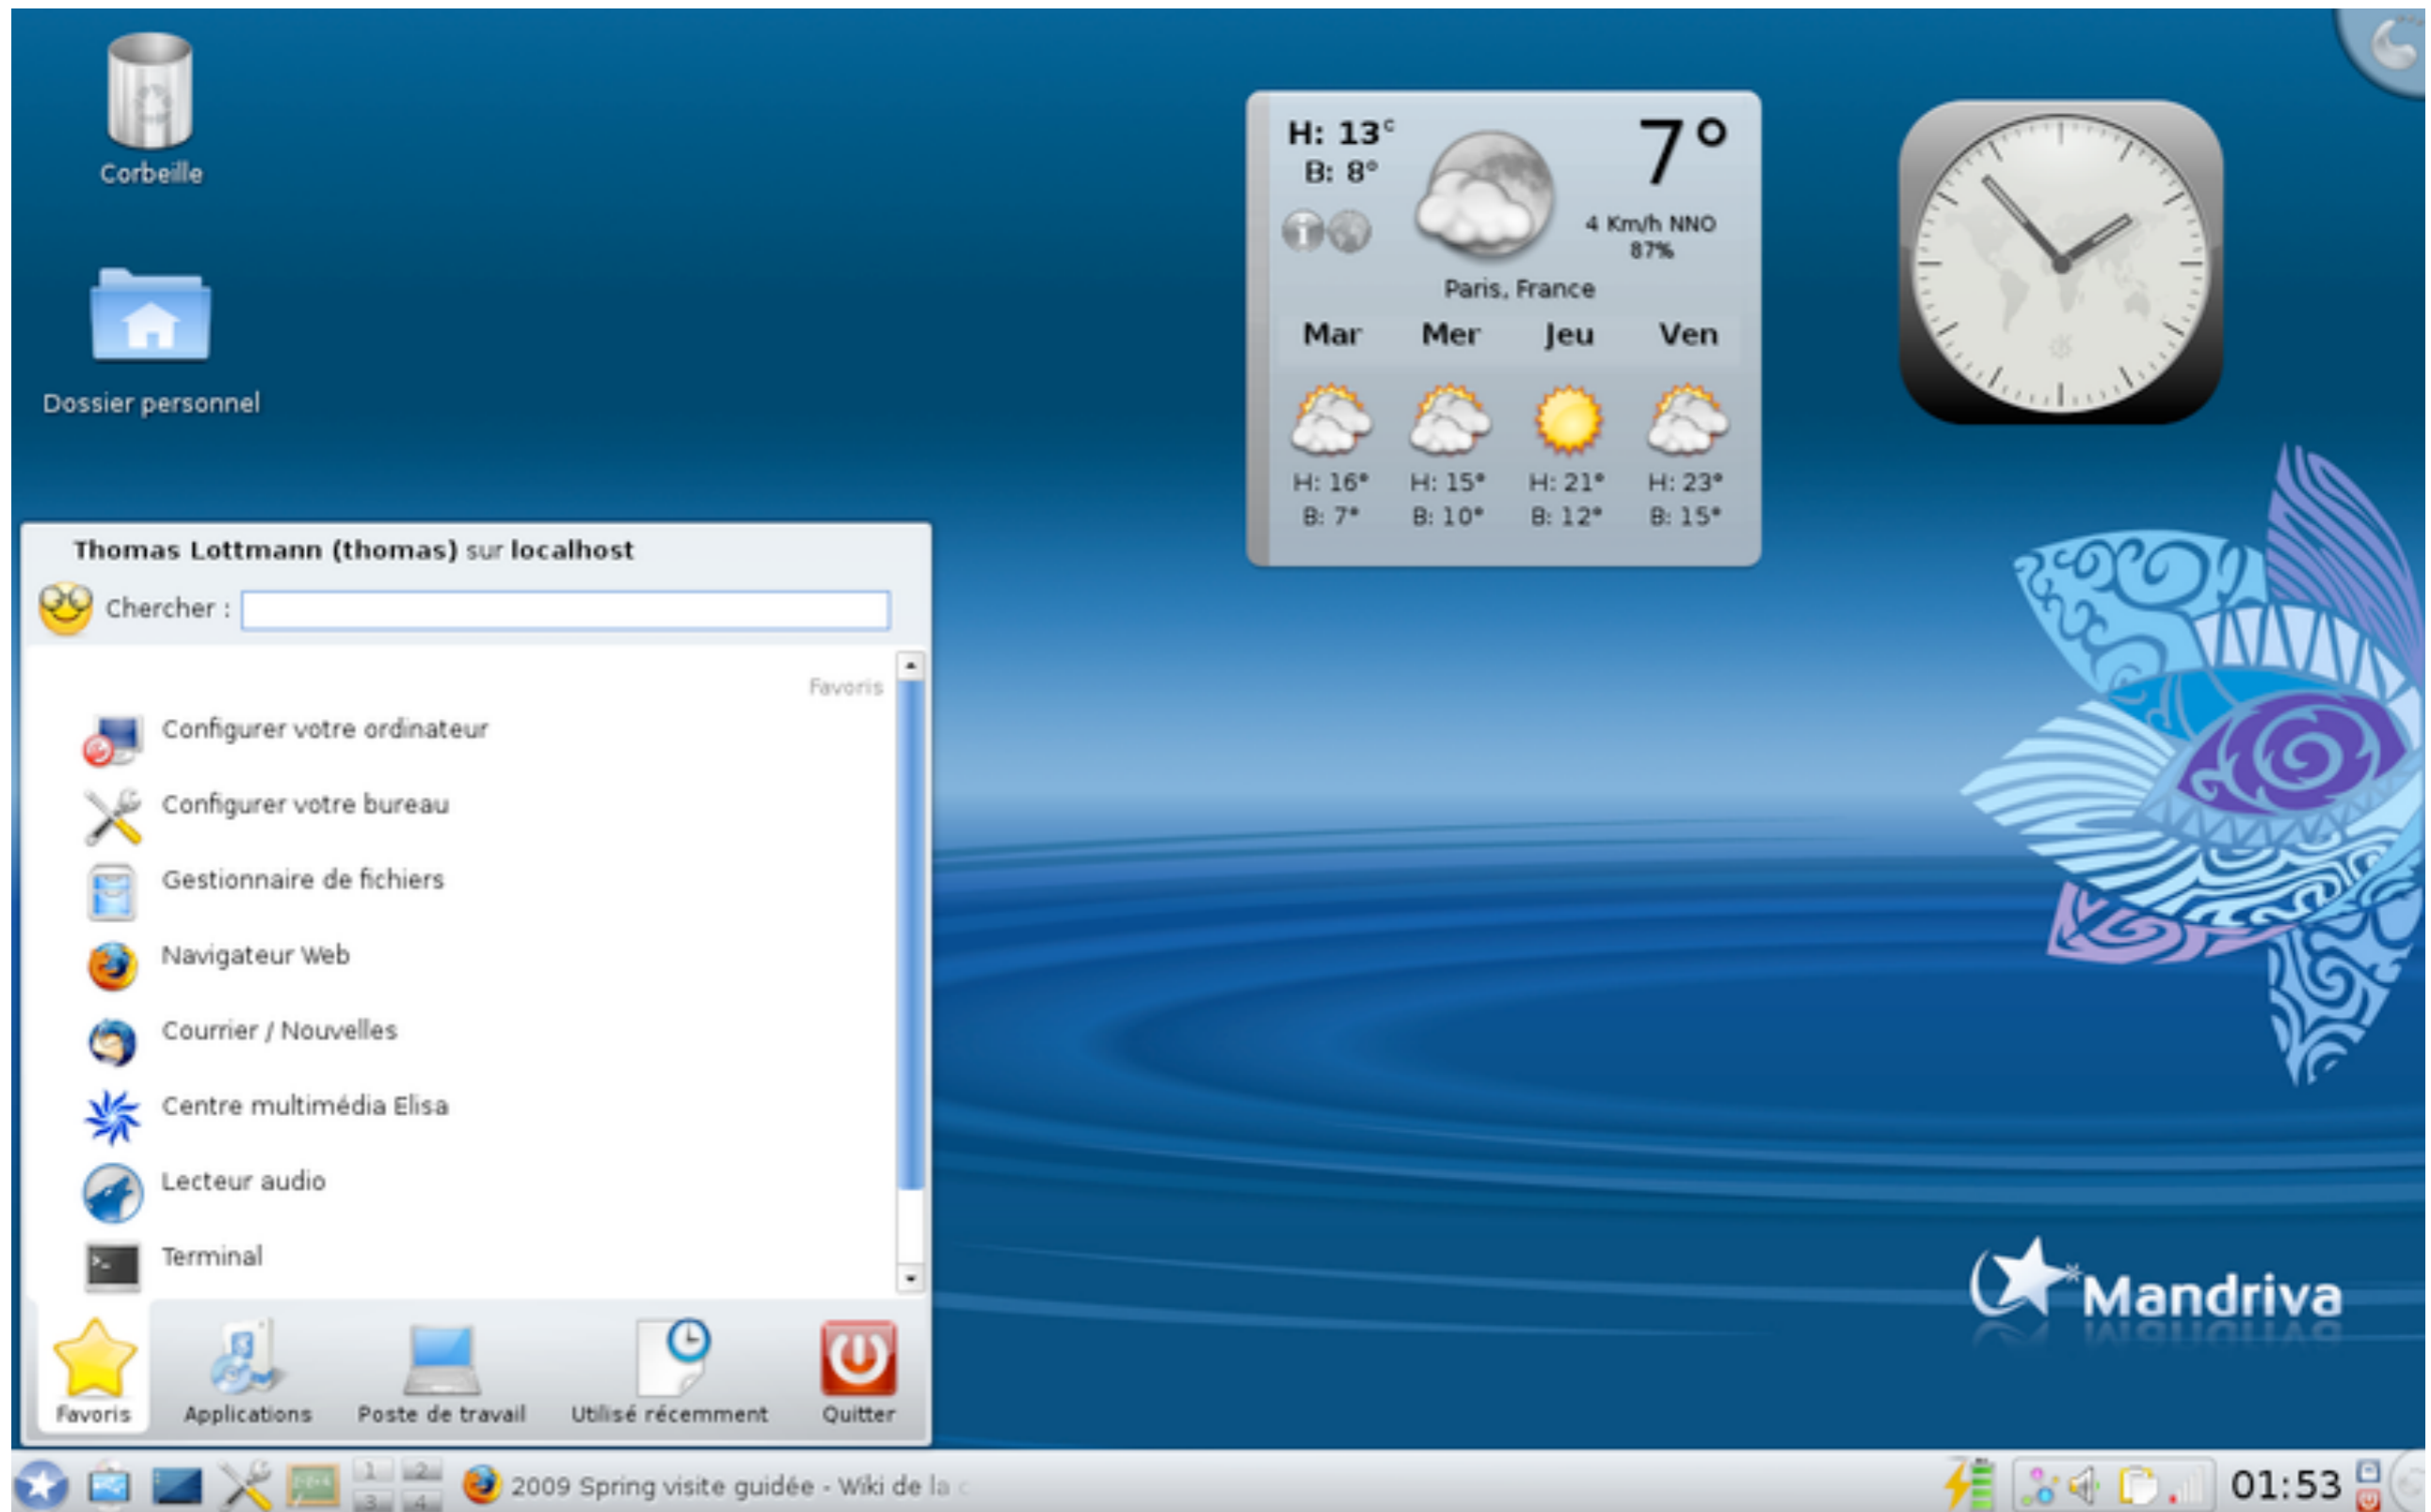 Corbeille
Dossier personnel
H: 13°
B: 8°
7°
4 Km/h NNO
87%
Paris, France
Mar Mer Jeu Ven
H: 16° H: 15° H: 21° H: 23°
B: 7° B: 10° B: 12° B: 15°
Thomas Lottmann (thomas) sur localhost
Chercher :
Favoris
Configurer votre ordinateur
Configurer votre bureau
Gestionnaire de fichiers
Navigateur Web
Courrier / Nouvelles
Centre multimédia Elisa
Lecteur audio
Terminal
Favoris Applications Poste de travail Utilisé récemment Quitter
Mandriva
1 2
3 4
2009 Spring visite guidée - Wiki de la c
01:53